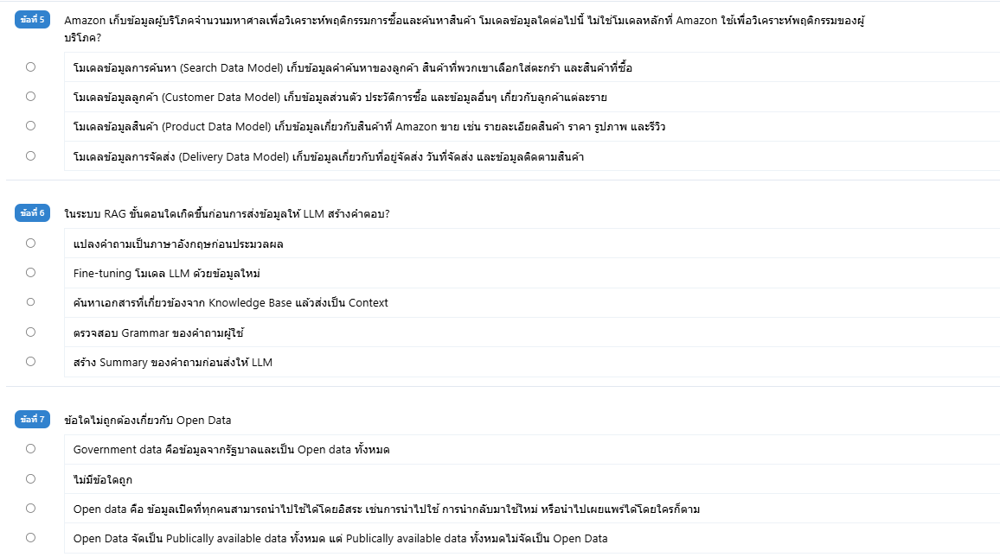 ข้อที่ 5
Amazon เก็บข้อมูลผู้บริโภคจำนวนมหาศาลเพื่อวิเคราะห์พฤติกรรมการซื้อและค้นหาสินค้า โมเดลข้อมูลใดต่อไปนี้ ไม่ใช่โมเดลหลักที่ Amazon ใช้เพื่อวิเคราะห์พฤติกรรมของผู้
บริโภค?
โมเดลข้อมูลการค้นหา (Search Data Model) เก็บข้อมูลคำค้นหาของลูกค้า สินค้าที่พวกเขาเลือกใส่ตะกร้า และสินค้าที่ซื้อ
โมเดลข้อมูลลูกค้า (Customer Data Model) เก็บข้อมูลส่วนตัว ประวัติการซื้อ และข้อมูลอื่นๆ เกี่ยวกับลูกค้าแต่ละราย
โมเดลข้อมูลสินค้า (Product Data Model) เก็บข้อมูลเกี่ยวกับสินค้าที่ Amazon ขาย เช่น รายละเอียดสินค้า ราคา รูปภาพ และรีวิว
โมเดลข้อมูลการจัดส่ง (Delivery Data Model) เก็บข้อมูลเกี่ยวกับที่อยู่จัดส่ง วันที่จัดส่ง และข้อมูลติดตามสินค้า
ข้อที่ 6
ในระบบ RAG ขั้นตอนใดเกิดขึ้นก่อนการส่งข้อมูลให้ LLM สร้างคำตอบ?
แปลงคำถามเป็นภาษาอังกฤษก่อนประมวลผล
Fine-tuning โมเดล LLM ด้วยข้อมูลใหม่
ค้นหาเอกสารที่เกี่ยวข้องจาก Knowledge Base แล้วส่งเป็น Context
ตรวจสอบ Grammar ของคำถามผู้ใช้
สร้าง Summary ของคำถามก่อนส่งให้ LLM
ข้อที่ 7
ข้อใดไม่ถูกต้องเกี่ยวกับ Open Data
Government data คือข้อมูลจากรัฐบาลและเป็น Open data ทั้งหมด
ไม่มีข้อใดถูก
Open data คือ ข้อมูลเปิดที่ทุกคนสามารถนำไปใช้ได้โดยอิสระ เช่นการนำไปใช้ การนำกลับมาใช้ใหม่ หรือนำไปเผยแพร่ได้โดยใครก็ตาม
Open Data จัดเป็น Publically available data ทั้งหมด แต่ Publically available data ทั้งหมดไม่จัดเป็น Open Data